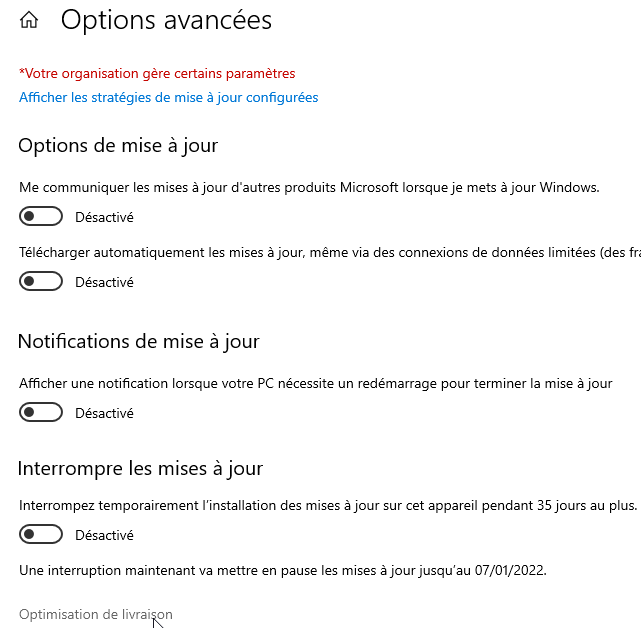 Options avancées
*Votre organisation gère certains paramètres
Afficher les stratégies de mise à jour configurées
Options de mise à jour
Me communiquer les mises à jour d'autres produits Microsoft lorsque je mets à jour Windows.
Désactivé
Télécharger automatiquement les mises à jour, même via des connexions de données limitées (des fra
Désactivé
Notifications de mise à jour
Afficher une notification lorsque votre PC nécessite un redémarrage pour terminer la mise à jour
Désactivé
Interrompre les mises à jour
Interrompez temporairement l'installation des mises à jour sur cet appareil pendant 35 jours au plus.
Désactivé
Une interruption maintenant va mettre en pause les mises à jour jusqu'au 07/01/2022.
Optimisation de livraison